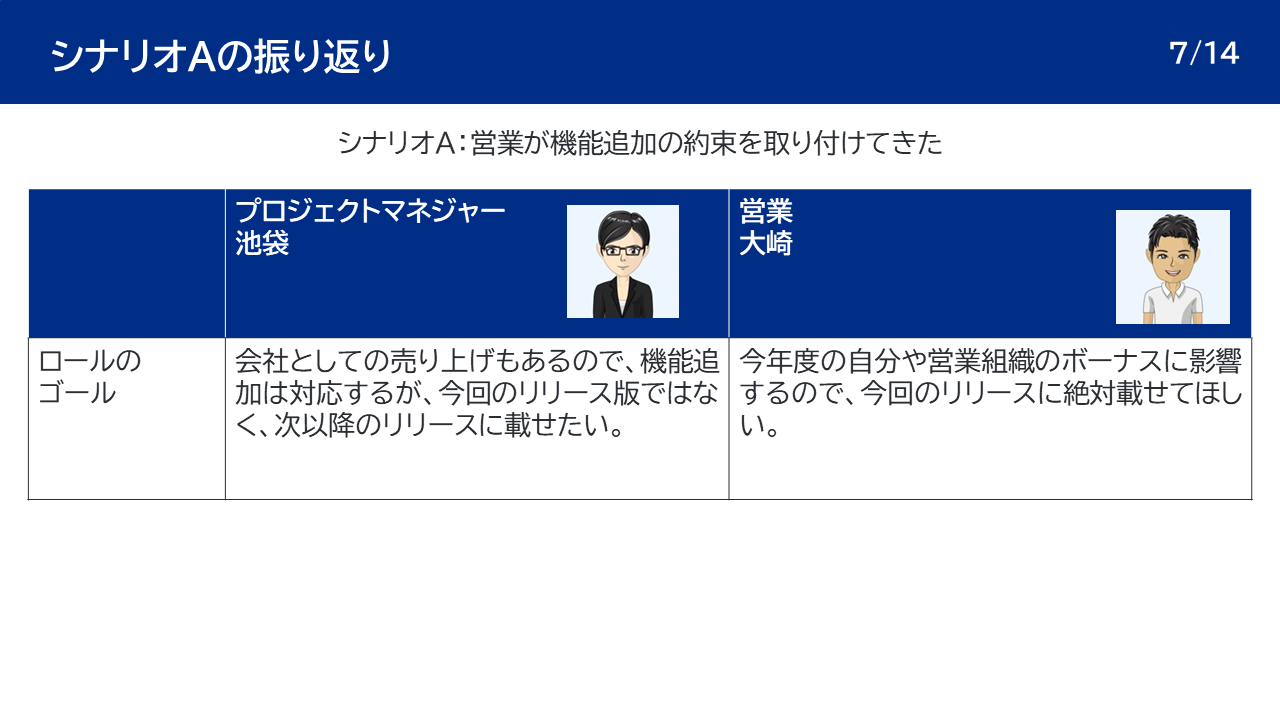 シナリオAの振り返り
7/14
シナリオA：営業が機能追加の約束を取り付けてきた
プロジェクトマネジャー
池袋
営業
大崎
ロールの
ゴール
会社としての売り上げもあるので、機能追
加は対応するが、今回のリリース版ではな
く、次以降のリリースに載せたい。
今年度の自分や営業組織のボーナスに影響
するので、今回のリリースに絶対載せてほし
い。